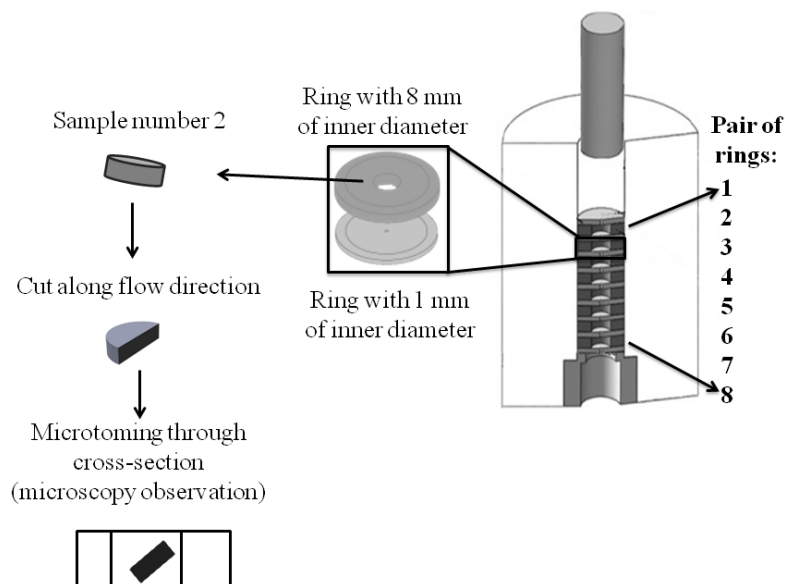 Ring with 8 mm
of inner diameter
Sample number 2
Pair of
rings:
1
2
3
4
5
6
7
8
Cut along flow direction
Ring with 1 mm
of inner diameter
Microtoming through
cross-section
(microscopy observation)